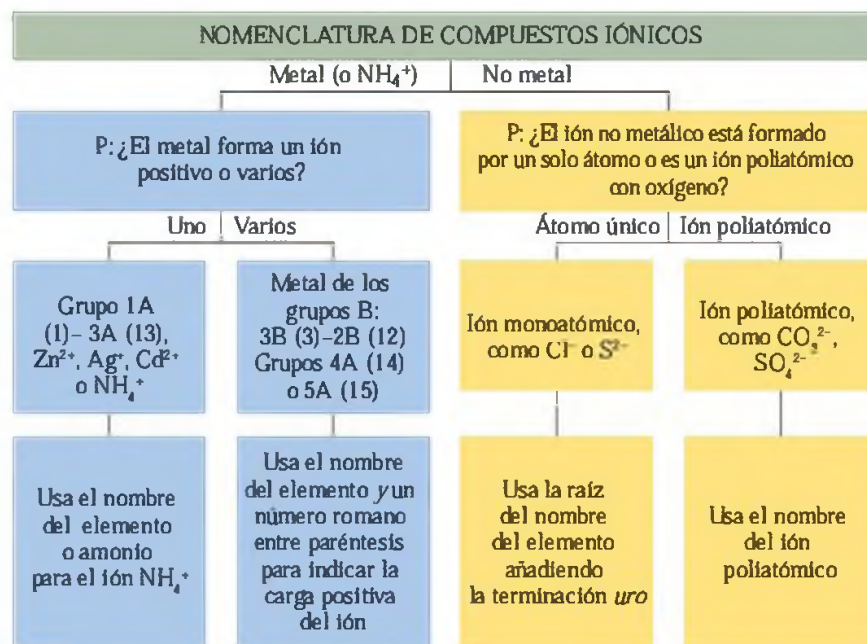 NOMENCLATURA DE COMPUESTOS IÓNICOS
Metal (o NH₄⁺)
No metal
P: ¿El metal forma un ión
positivo o varios?
P: ¿El ión no metálico está formado
por un solo átomo o es un ión poliatómico
con oxígeno?
Uno
Varios
Átomo único
Ión poliatómico
Grupo 1A
(1)– 3A (13),
Zn²⁺, Ag⁺, Cd²⁺
o NH₄⁺
Metal de los
grupos B:
3B (3)–2B (12)
Grupos 4A (14)
o 5A (15)
Ión monoatómico,
como Cl⁻ o S²⁻
Ión poliatómico,
como CO₃²⁻,
SO₄²⁻
Usa el nombre
del elemento
o amonio
para el ión NH₄⁺
Usa el nombre
del elemento y un
número romano
entre paréntesis
para indicar la
carga positiva
del ión
Usa la raíz
del nombre
del elemento
añadiendo
la terminación uro
Usa el nombre
del ión
poliatómico